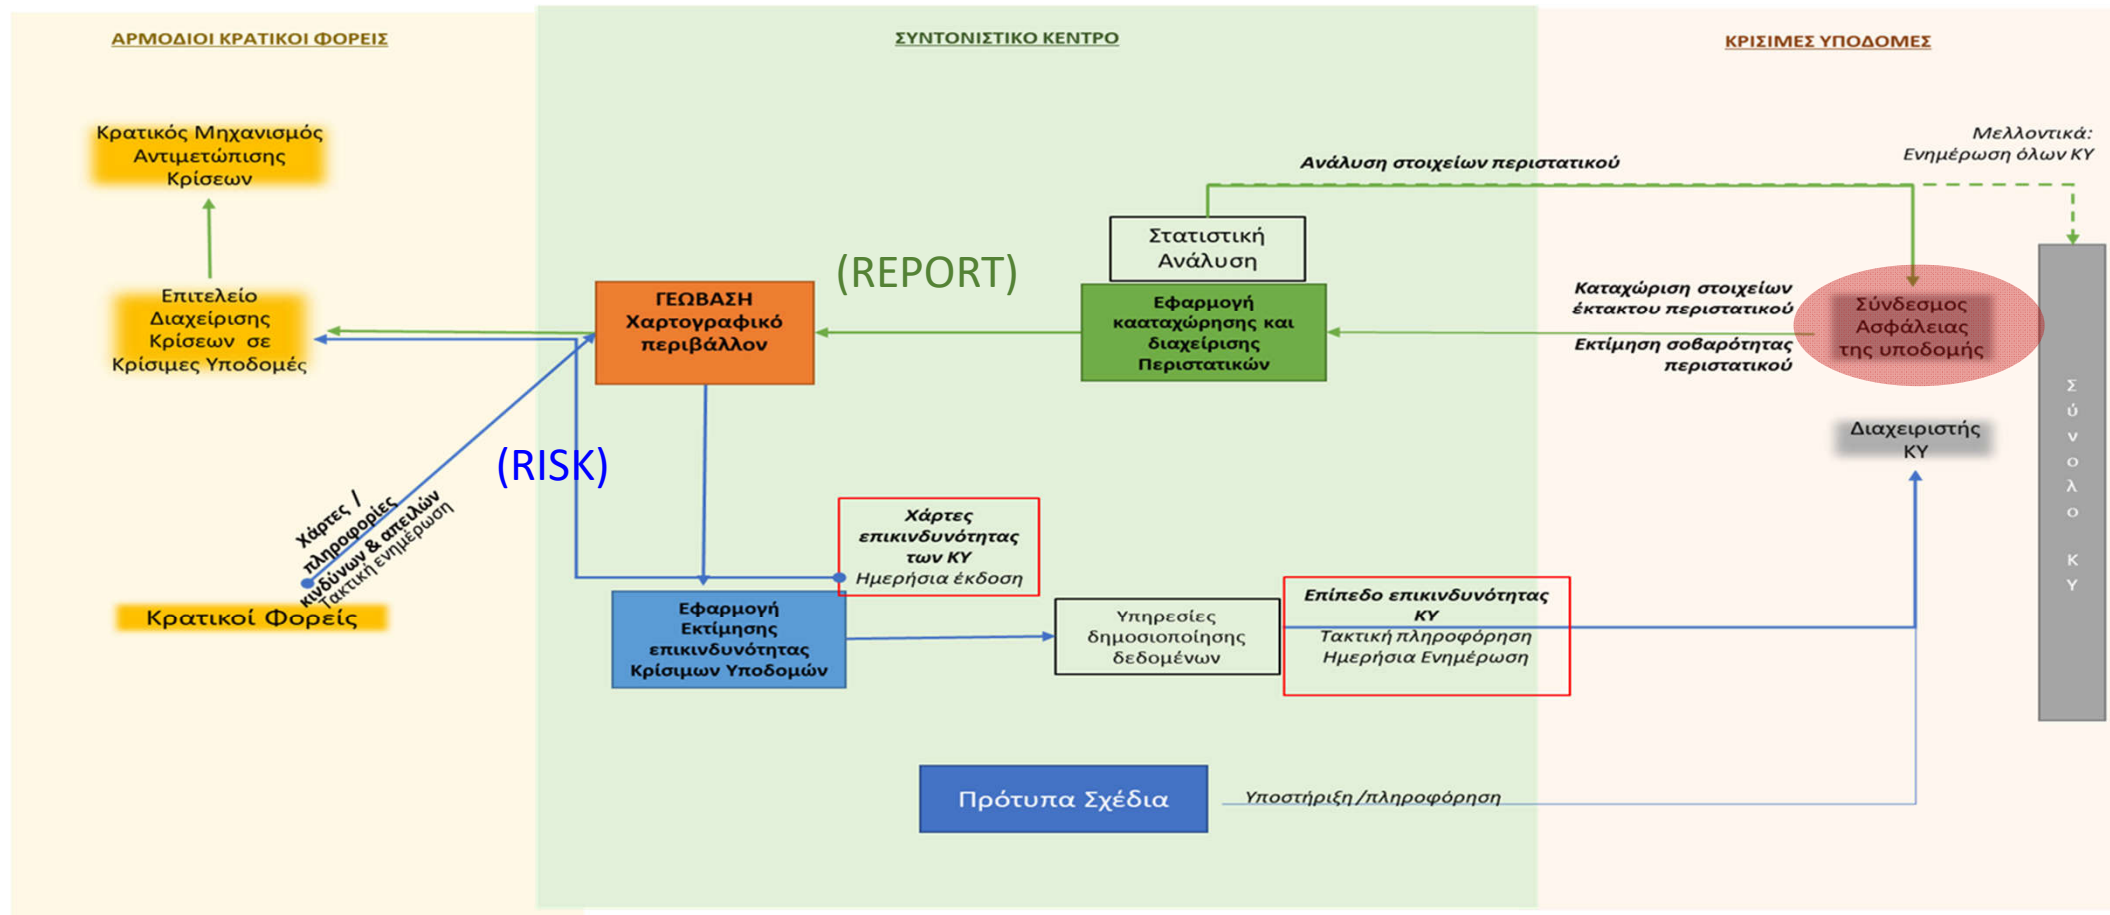 ΑΡΜΟΔΙΟΙ ΚΡΑΤΙΚΟΙ ΦΟΡΕΙΣ
ΣΥΝΤΟΝΙΣΤΙΚΟ ΚΕΝΤΡΟ
ΚΡΙΣΙΜΕΣ ΥΠΟΔΟΜΕΣ
Κρατικός Μηχανισμός
Αντιμετώπισης
Κρίσεων
Επιτελείο
Διαχείρισης
Κρίσεων σε
Κρίσιμες Υποδομές
Χάρτες /
πληροφορίες
κινδύνων & απειλών
Τακτική ενημέρωση
Κρατικοί Φορείς
(RISK)
ΓΕΩΒΑΣΗ
Χαρτογραφικό
περιβάλλον
(REPORT)
Στατιστική
Ανάλυση
Εφαρμογή
κααταχώρησης και
διαχείρισης
Περιστατικών
Χάρτες
επικινδυνότητας
των ΚΥ
Ημερήσια έκδοση
Εφαρμογή
Εκτίμησης
επικινδυνότητας
Κρίσιμων Υποδομών
Υπηρεσίες
δημοσιοποίησης
δεδομένων
Επίπεδο επικινδυνότητας
ΚΥ
Τακτική πληροφόρηση
Ημερήσια Ενημέρωση
Πρότυπα Σχέδια
Υποστήριξη/πληροφόρηση
Ανάλυση στοιχείων περιστατικού
Μελλοντικά:
Ενημέρωση όλων ΚΥ
Καταχώριση στοιχείων
έκτακτου περιστατικού
Εκτίμηση σοβαρότητας
περιστατικού
Σύνδεσμος
Ασφάλειας
της υποδομής
Διαχειριστής
ΚΥ
Σύνολο ΚΥ